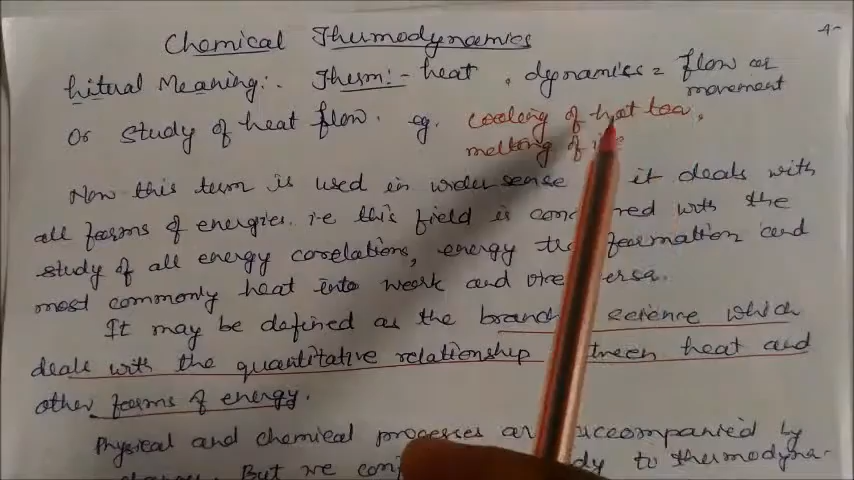 4-
Chemical Thermodynamics
litual Meaning:. Therm:- heat, dynamics = flow or
movement
Or study of heat flow. eg. cooling of hot tea,
melting of
Now this term is used in wider sense it deals with
all forms of energies. i.e this field is con with the
study of all energy corelations, energy formation and
most commonly heat into work and vice versa.
It may be defined as the branch science which
deals with the quantitative relationship heat and
other forms of energy.
Physical and chemical processes accompanied by
But we to thermodyna-